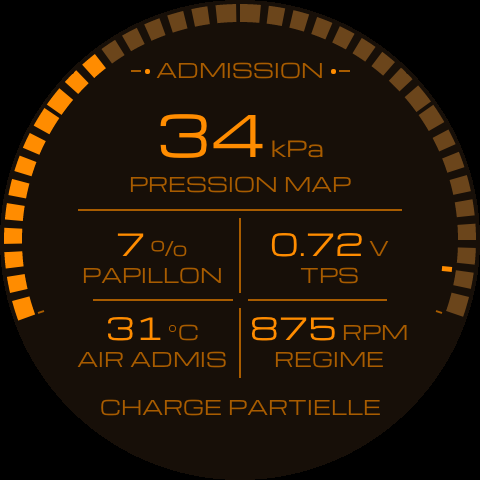 ADMISSION
34 kPa
PRESSION MAP
7 % 0.72 V
PAPILLON TPS
31 °C 875 RPM
AIR ADMIS REGIME
CHARGE PARTIELLE